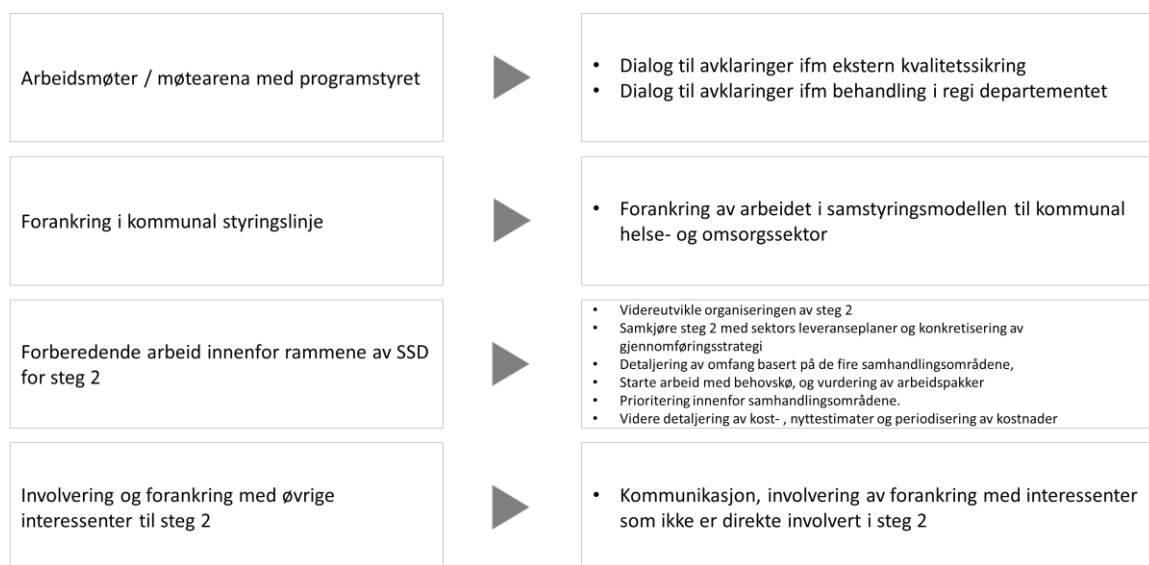 Arbeidsmøter / møtearena med programstyret
• Dialog til avklaringer ifm ekstern kvalitetssikring
• Dialog til avklaringer ifm behandling i regi departementet
Forankring i kommunal styringslinje
• Forankring av arbeidet i samstyringsmodellen til kommunal
helse- og omsorgssektor
Forberedende arbeid innenfor rammene av SSD
for steg 2
• Videreutvikle organiseringen av steg 2
• Samkjøre steg 2 med sektors leveranseplaner og konkretisering av
gjennomføringsstrategi
• Detaljering av omfang basert på de fire samhandlingsområdene,
• Starte arbeid med behovskø, og vurdering av arbeidspakker
• Prioritering innenfor samhandlingsområdene.
• Videre detaljering av kost- , nyttestimater og periodisering av kostnader
Involvering og forankring med øvrige
interessenter til steg 2
• Kommunikasjon, involvering av forankring med interessenter
som ikke er direkte involvert i steg 2